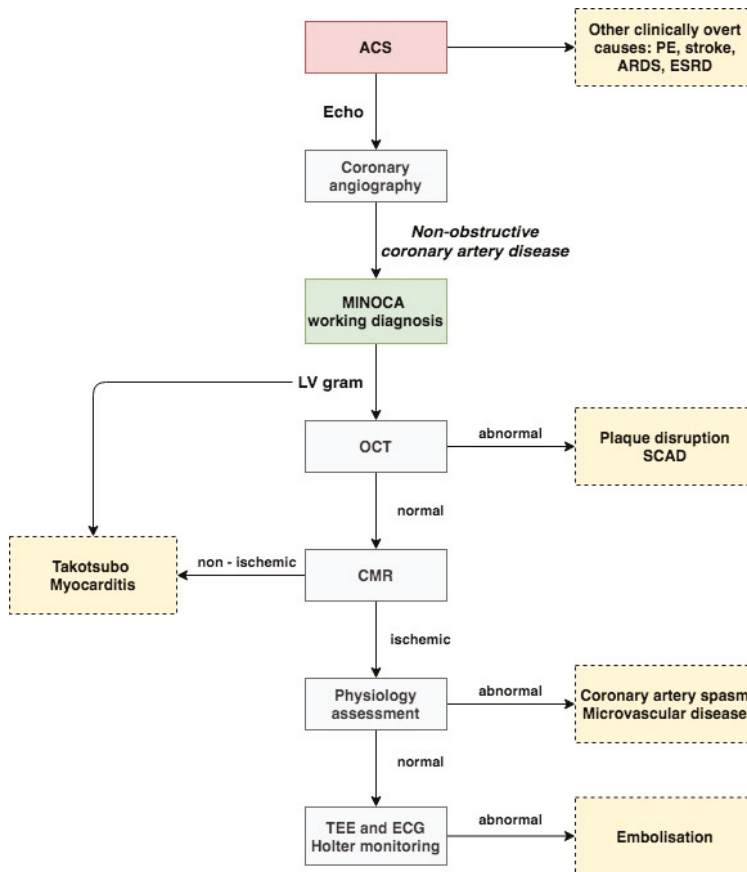 ACS
Other clinically overt
causes: PE, stroke,
ARDS, ESRD
Echo
Coronary
angiography
Non-obstructive
coronary artery disease
MINOCA
working diagnosis
LV gram
OCT
abnormal
Plaque disruption
SCAD
normal
Takotsubo
Myocarditis
non - ischemic
CMR
ischemic
Physiology
assessment
abnormal
Coronary artery spasm
Microvascular disease
normal
TEE and ECG
Holter monitoring
abnormal
Embolisation